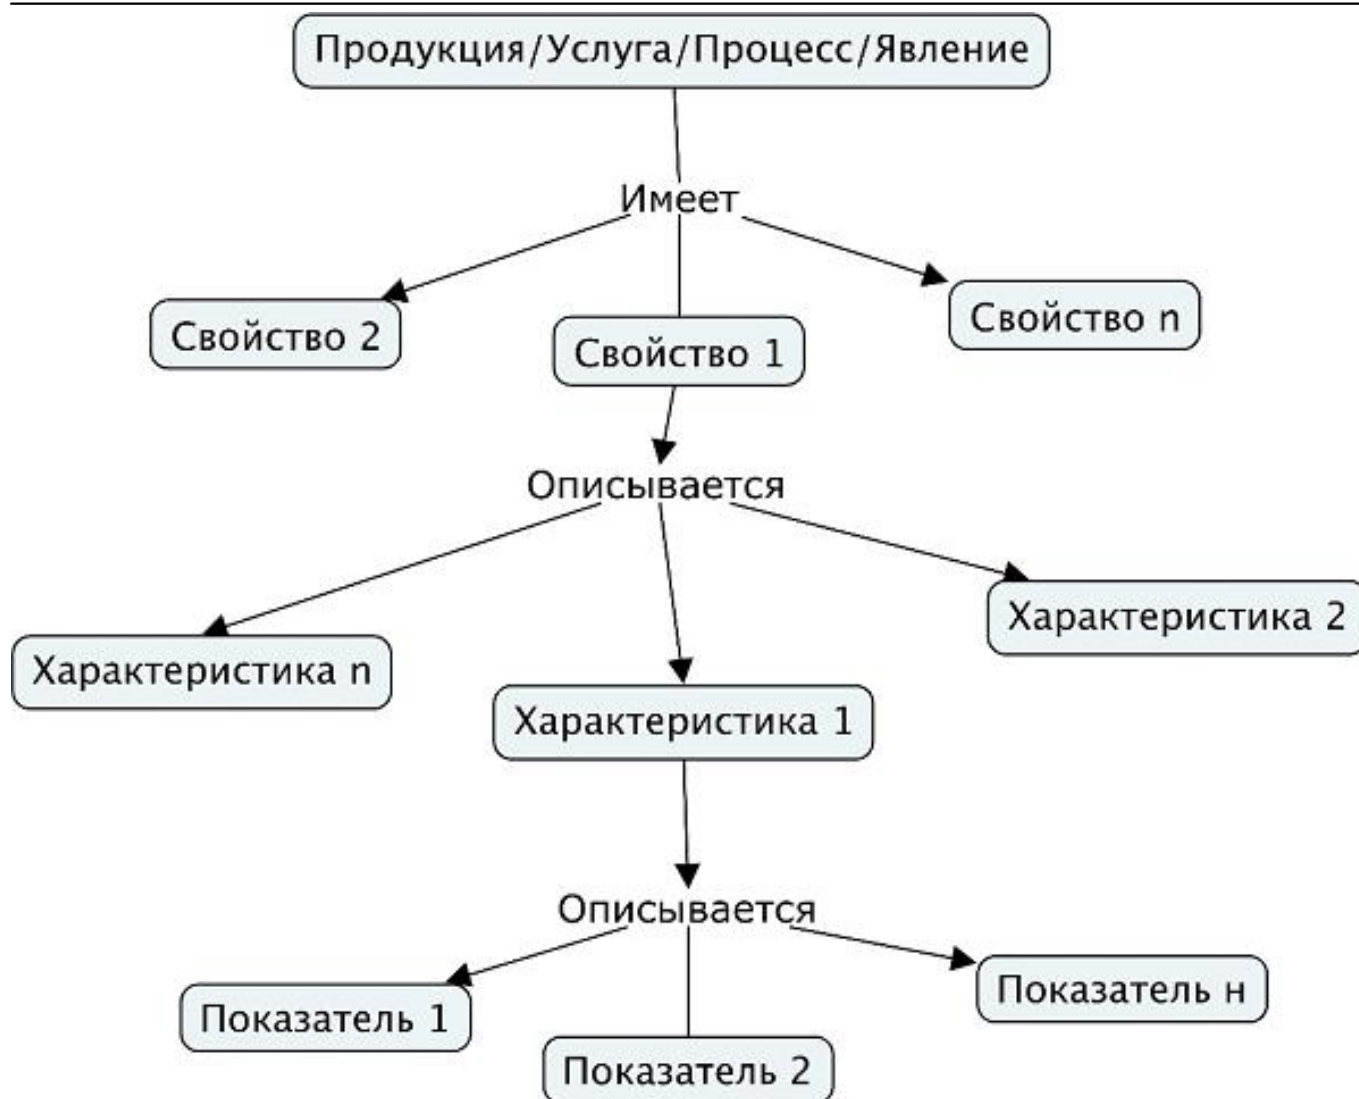 Продукция/Услуга/Процесс/Явление
Имеет
Свойство 2
Свойство 1
Свойство n
Описывается
Характеристика n
Характеристика 1
Характеристика 2
Описывается
Показатель 1
Показатель 2
Показатель н